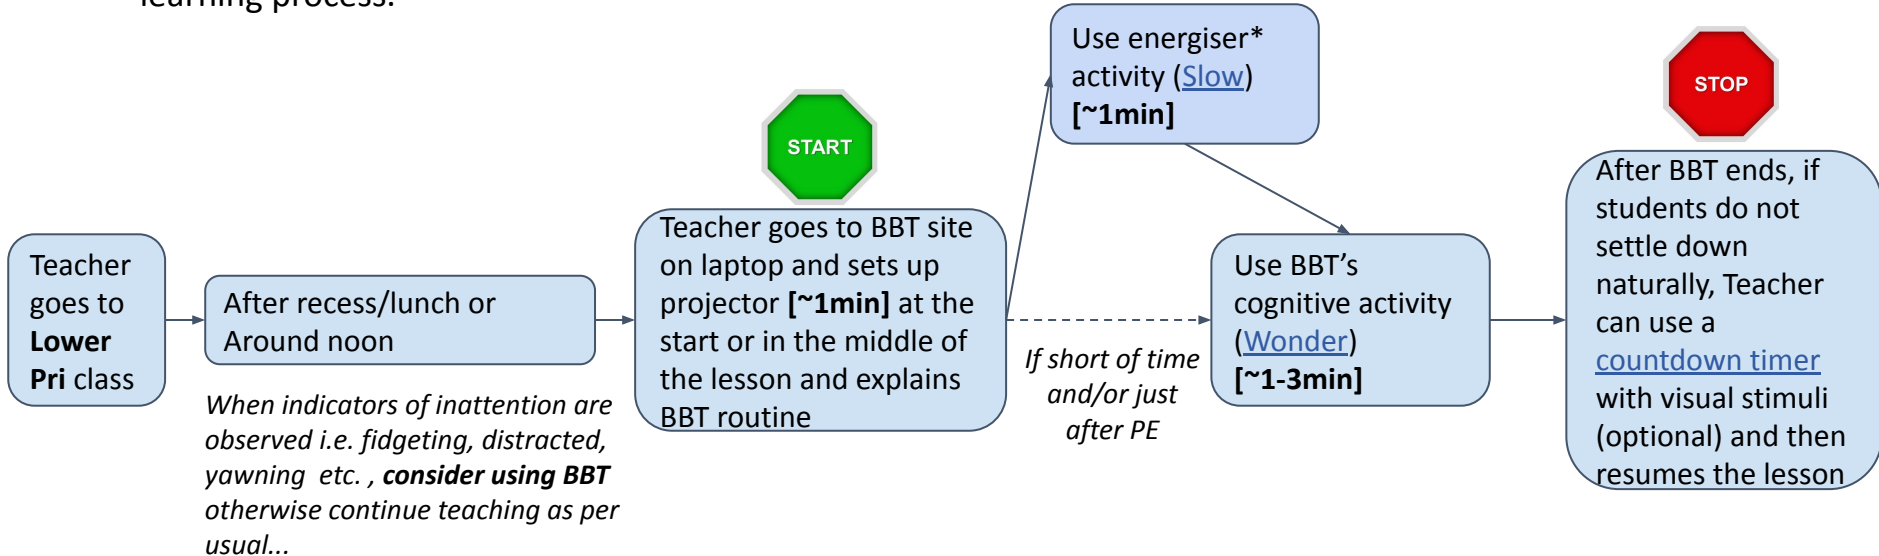 learning process.
Teacher
goes to
Lower
Pri class
After recess/lunch or
Around noon
When indicators of inattention are
observed i.e. fidgeting, distracted,
yawning etc. , consider using BBT
otherwise continue teaching as per
usual...
START
Teacher goes to BBT site
on laptop and sets up
projector [~1min] at the
start or in the middle of
the lesson and explains
BBT routine
Use energiser*
activity (Slow)
[~1min]
If short of time
and/or just
after PE
Use BBT's
cognitive activity
(Wonder)
[~1-3min]
STOP
After BBT ends, if
students do not
settle down
naturally, Teacher
can use a
countdown timer
with visual stimuli
(optional) and then
resumes the lesson